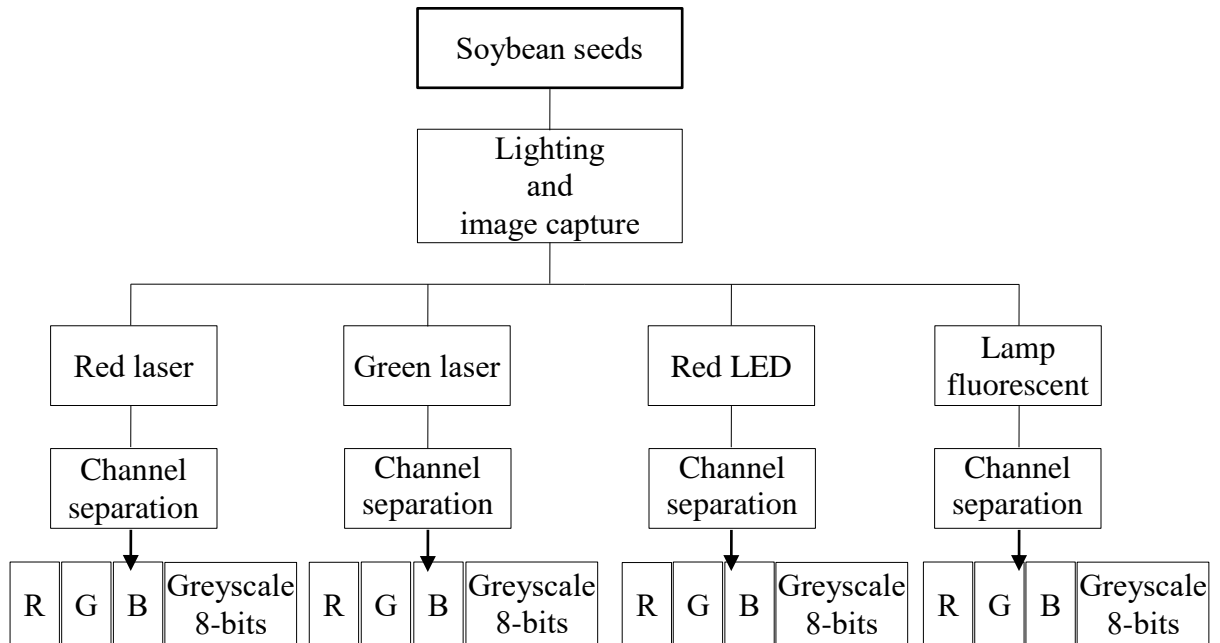 Soybean seeds
Lighting
and
image capture
Red laser
Green laser
Red LED
Lamp
fluorescent
Channel
separation
Channel
separation
Channel
separation
Channel
separation
R G B Greyscale
8-bits
R G B Greyscale
8-bits
R G B Greyscale
8-bits
R G B Greyscale
8-bits